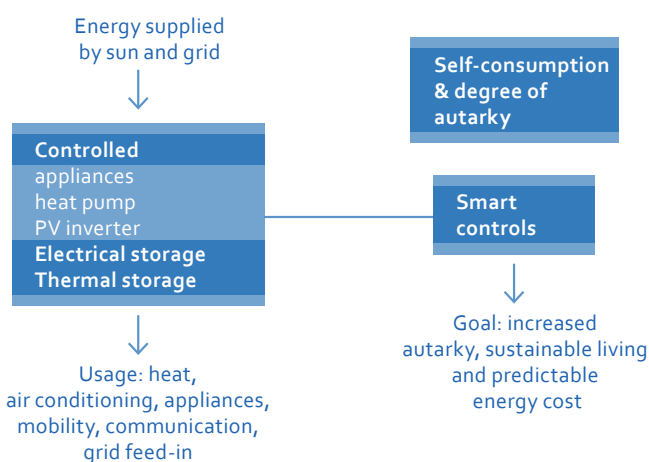 Energy supplied
by sun and grid
Controlled
appliances
heat pump
PV inverter
Electrical storage
Thermal storage
Usage: heat,
air conditioning, appliances,
mobility, communication,
grid feed-in
Self-consumption
& degree of
autarky
Smart
controls
Goal: increased
autarky, sustainable living
and predictable
energy cost